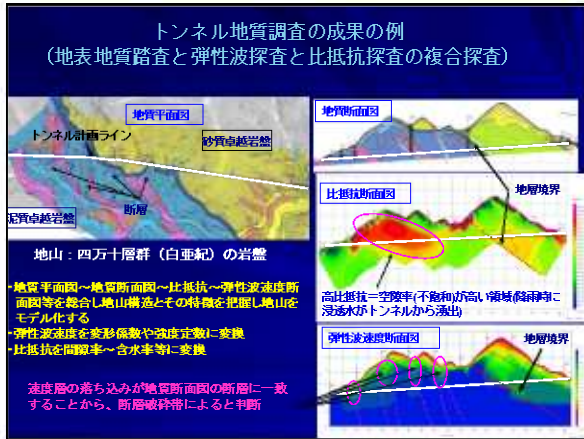 トンネル地質調査の成果の例
(地表地質踏査と弾性波探査と比抵抗探査の複合探査)
地質平面図
トンネル計画ライン
砂質卓越岩盤
断層
泥質卓越岩盤
地山：四万十層群（白亜紀）の岩盤
・地質平面図～地質断面図～比抵抗～弾性波速度断
面図等を総合し地山構造とその特徴を把握し地山を
モデル化する
・弾性波速度を変形係数や強度定数に変換
・比抵抗を間隙率～含水率等に変換
速度層の落ち込みが地質断面図の断層に一致
することから、断層破砕帯によると判断
地質断面図
地層境界
比抵抗断面図
高比抵抗＝空隙率(不飽和)が高い領域(降雨時に
浸透水がトンネルから湧出)
弾性波速度断面図
地層境界